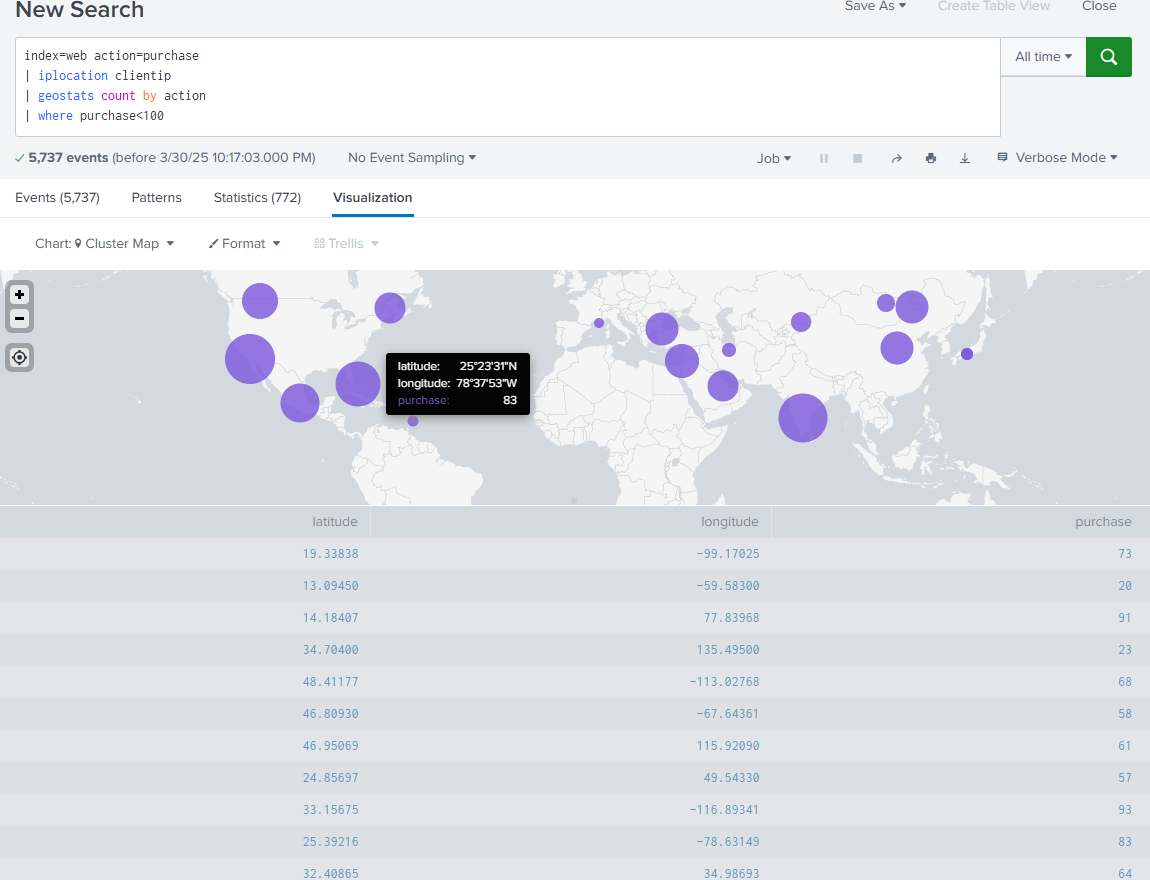 New Search
Save As
Create Table View
Close
index=web action=purchase
| iplocation clientip
| geostats count by action
| where purchase<100
All time
5,737 events (before 3/30/25 10:17:03.000 PM)
No Event Sampling
Job
Verbose Mode
Events (5,737)
Patterns
Statistics (772)
Visualization
Chart: Cluster Map
Format
Trellis
latitude: 25°23'31"N
longitude: 78°37'53"W
purchase: 83
latitude longitude purchase
19.33838 -99.17025 73
13.09450 -59.58300 20
14.18407 77.83968 91
34.70400 135.49500 23
48.41177 -113.02768 68
46.80930 -67.64361 58
46.95069 115.92090 61
24.85697 49.54330 57
33.15675 -116.89341 93
25.39216 -78.63149 83
32.40865 34.98693 64